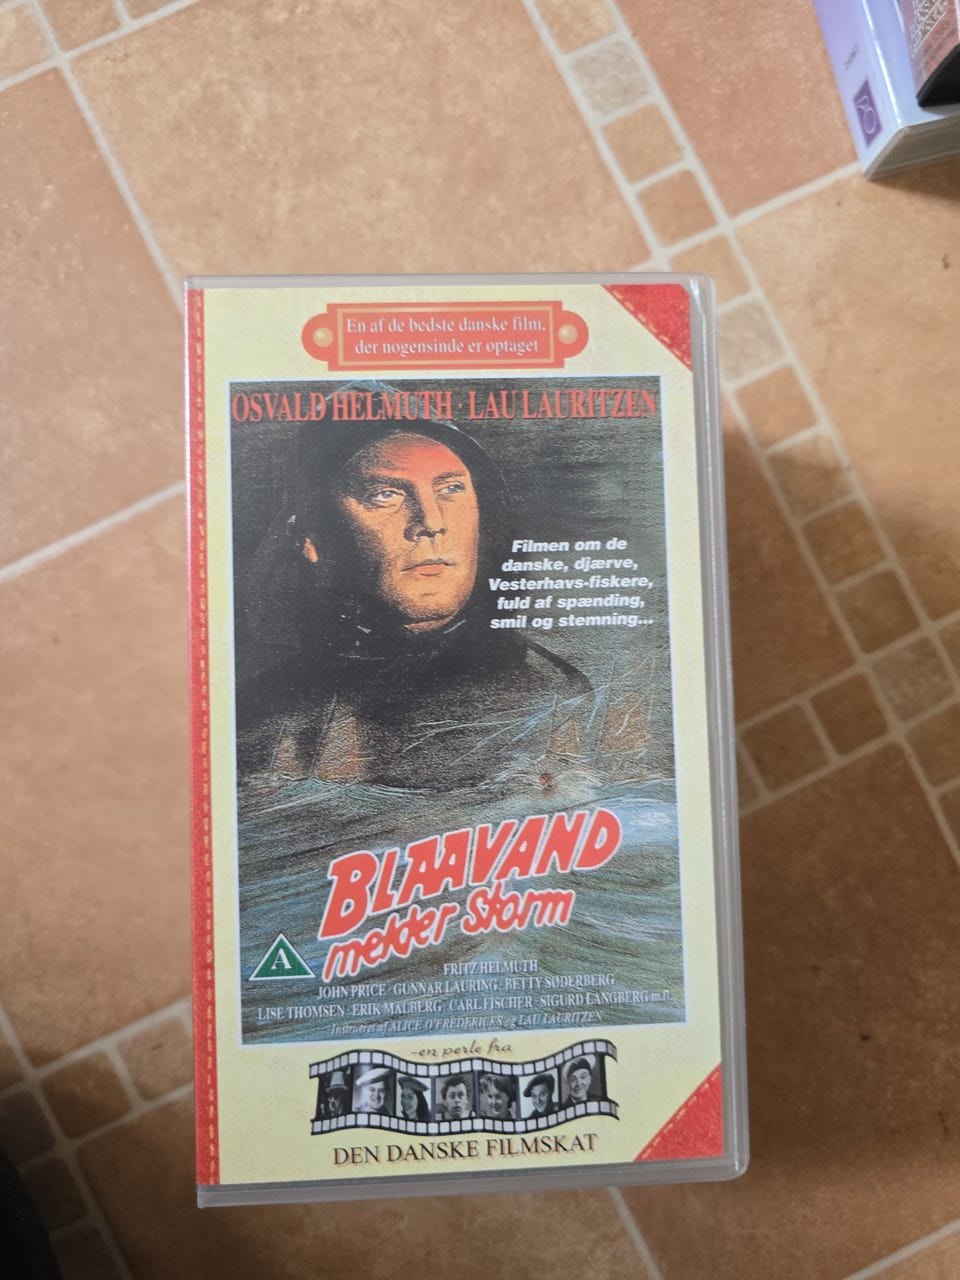 En af de bedste danske film,
der nogensinde er optaget
OSVALD HELMUTH · LAU LAURITZEN
Filmen om de
danske, djærve,
Vesterhavs-fiskere,
fuld af spænding,
smil og stemning...
BLAAVAND
melder storm
A
FRITZ HELMUTH
JOHN PRICE · GUNNAR LAURING · BETTY SØDERBERG
LISE THOMSEN · ERIK MALBERG · CARL FISCHER · SIGURD LANGBERG m.fl.
Instrueret af ALICE O'FREDERICKS og LAU LAURITZEN
-en perle fra
DEN DANSKE FILMSKAT